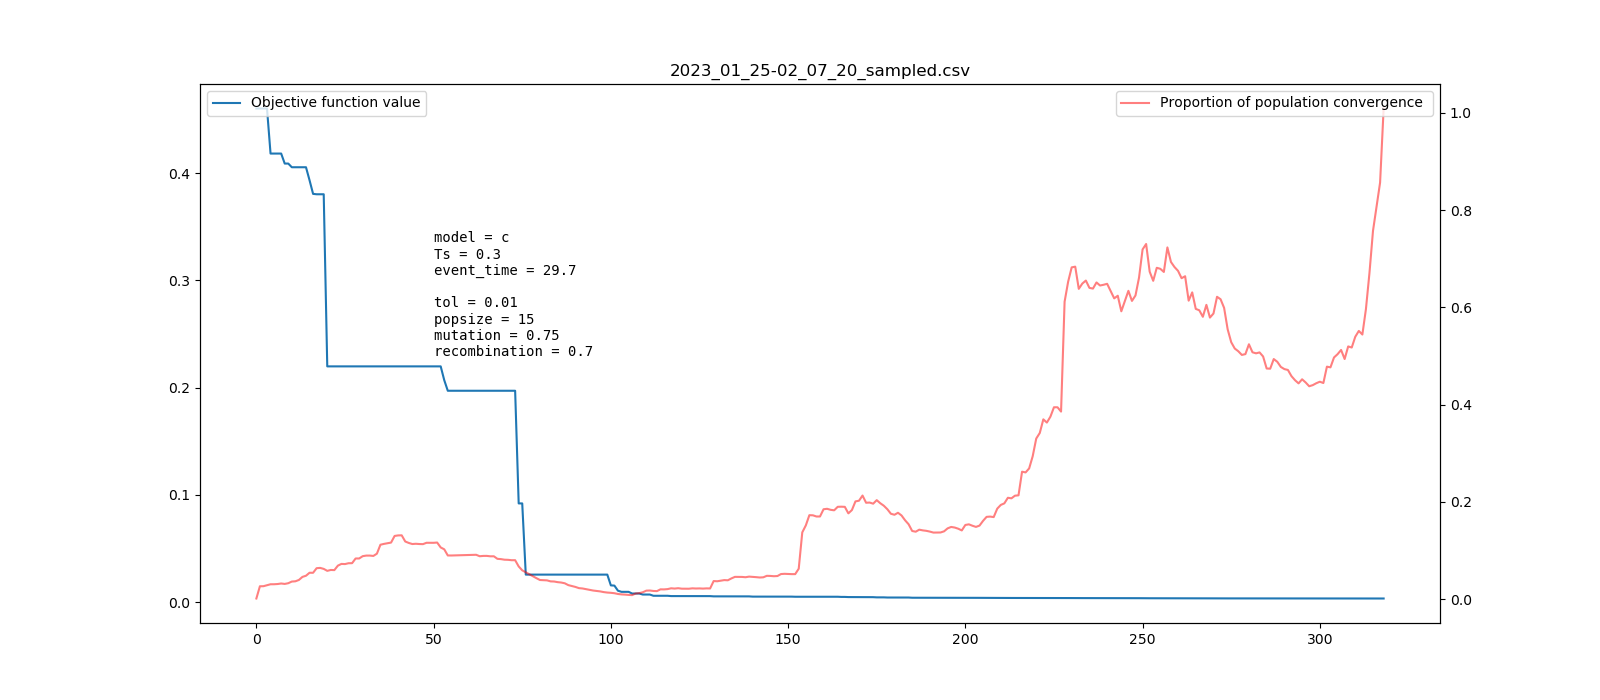 2023_01_25-02_07_20_sampled.csv
Objective function value
Proportion of population convergence
model = c
Ts = 0.3
event_time = 29.7
tol = 0.01
popsize = 15
mutation = 0.75
recombination = 0.7
0.4
0.3
0.2
0.1
0.0
1.0
0.8
0.6
0.4
0.2
0.0
0 50 100 150 200 250 300